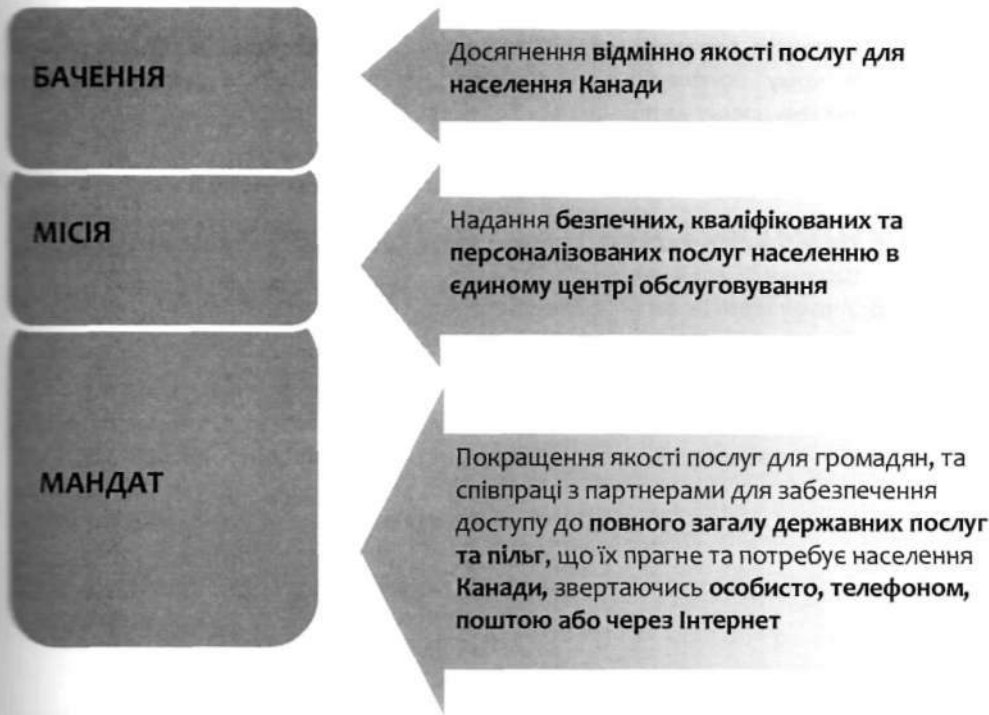 БАЧЕННЯ
Досягнення відмінно якості послуг для
населення Канади
МІСІЯ
Надання безпечних, кваліфікованих та
персоналізованих послуг населенню в
єдиному центрі обслуговування
МАНДАТ
Покращення якості послуг для громадян, та
співпраці з партнерами для забезпечення
доступу до повного загалу державних послуг
та пільг, що їх прагне та потребує населення
Канади, звертаючись особисто, телефоном,
поштою або через Інтернет